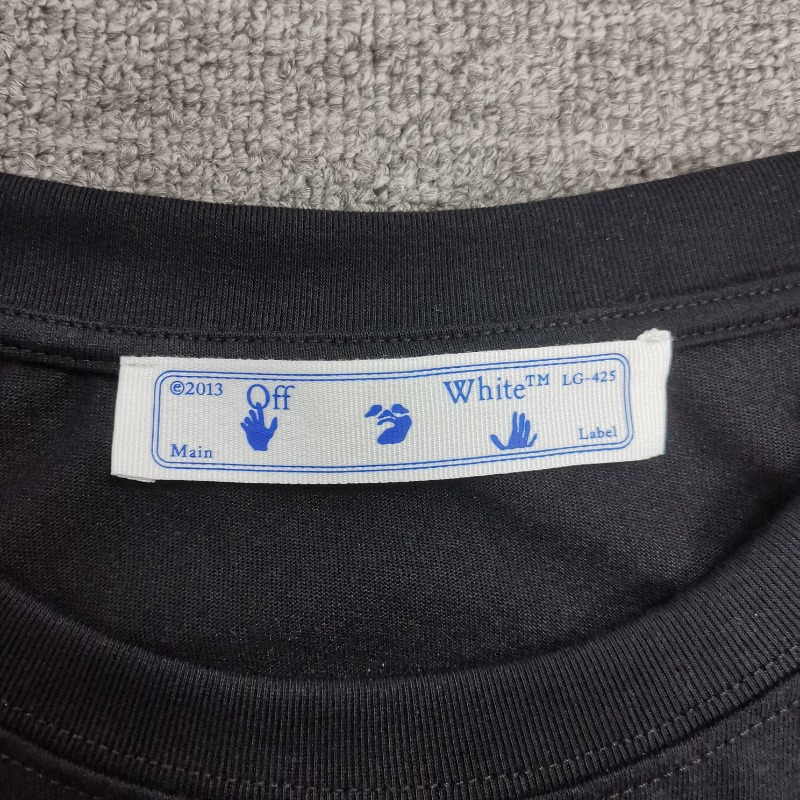 ©2013 Off White™ LG-425
Main Label